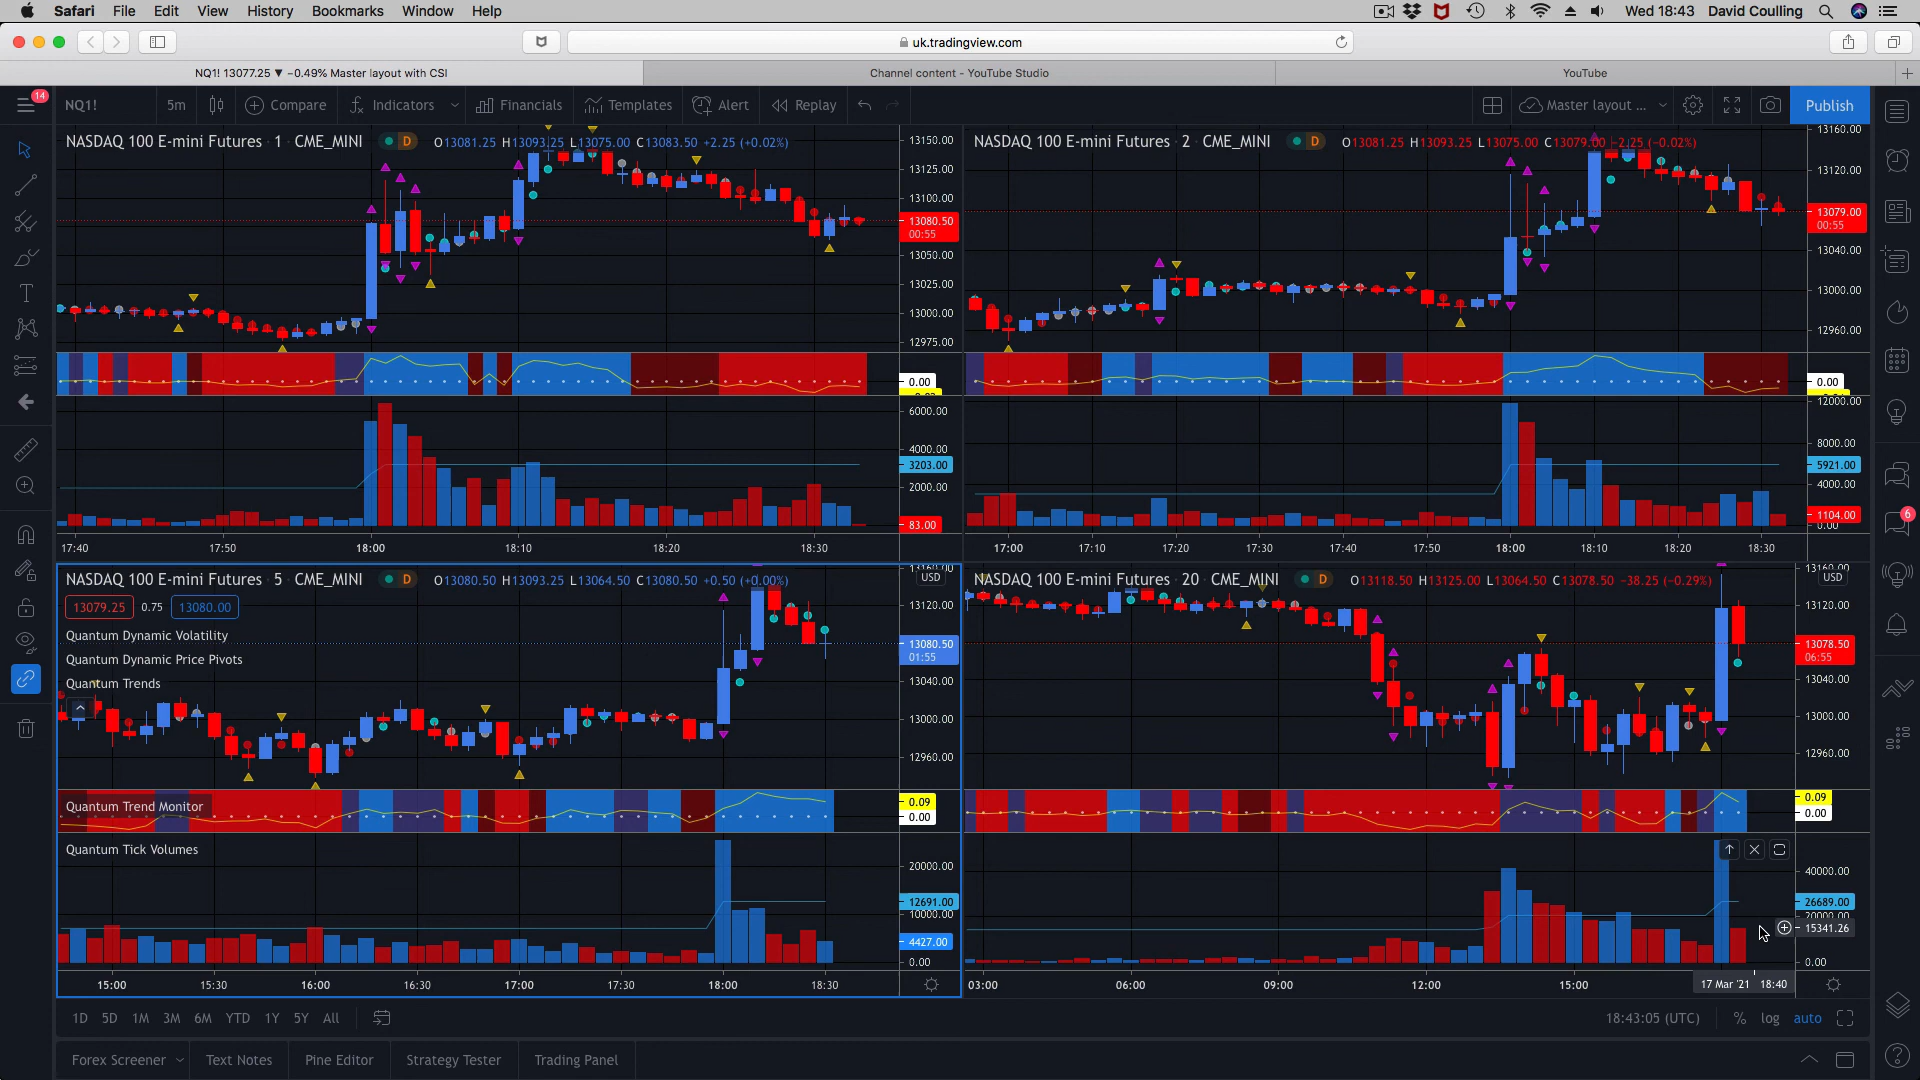 Safari File Edit View History Bookmarks Window Help Wed 18:43 David Coulling
uk.tradingview.com
NQ1! 13077.25 ▼ −0.49% Master layout with CSI
Channel content - YouTube Studio
YouTube
14
NQ1! 5m Compare Indicators Financials Templates Alert Replay Master layout ... Publish
NASDAQ 100 E-mini Futures · 1 · CME_MINI D O13081.25 H13093.25 L13075.00 C13083.50 +2.25 (+0.02%)
13150.00
13125.00
13100.00
13080.50
00:55
13050.00
13025.00
13000.00
12975.00
0.00
6000.00
4000.00
3203.00
2000.00
83.00
17:40 17:50 18:00 18:10 18:20 18:30
NASDAQ 100 E-mini Futures · 2 · CME_MINI D O13081.25 H13093.25 L13075.00 C13079.00 −2.25 (−0.02%)
13160.00
13120.00
13079.00
00:55
13040.00
13000.00
12960.00
0.00
12000.00
8000.00
5921.00
4000.00
1104.00
0.00
17:00 17:10 17:20 17:30 17:40 17:50 18:00 18:10 18:20 18:30
6
NASDAQ 100 E-mini Futures · 5 · CME_MINI D O13080.50 H13093.25 L13064.50 C13080.50 +0.50 (+0.00%)
13160.00
USD
13079.25 0.75 13080.00
Quantum Dynamic Volatility
Quantum Dynamic Price Pivots
Quantum Trends
13120.00
13080.50
01:55
13040.00
13000.00
12960.00
Quantum Trend Monitor
0.09
0.00
Quantum Tick Volumes
20000.00
12691.00
10000.00
4427.00
0.00
15:00 15:30 16:00 16:30 17:00 17:30 18:00 18:30
NASDAQ 100 E-mini Futures · 20 · CME_MINI D O13118.50 H13125.00 L13064.50 C13078.50 −38.25 (−0.29%)
13160.00
USD
13120.00
13078.50
06:55
13040.00
13000.00
12960.00
0.09
0.00
40000.00
26689.00
20000.00
15341.26
0.00
03:00 06:00 09:00 12:00 15:00 17 Mar '21 18:40
1D 5D 1M 3M 6M YTD 1Y 5Y All 18:43:05 (UTC) % log auto
Forex Screener Text Notes Pine Editor Strategy Tester Trading Panel